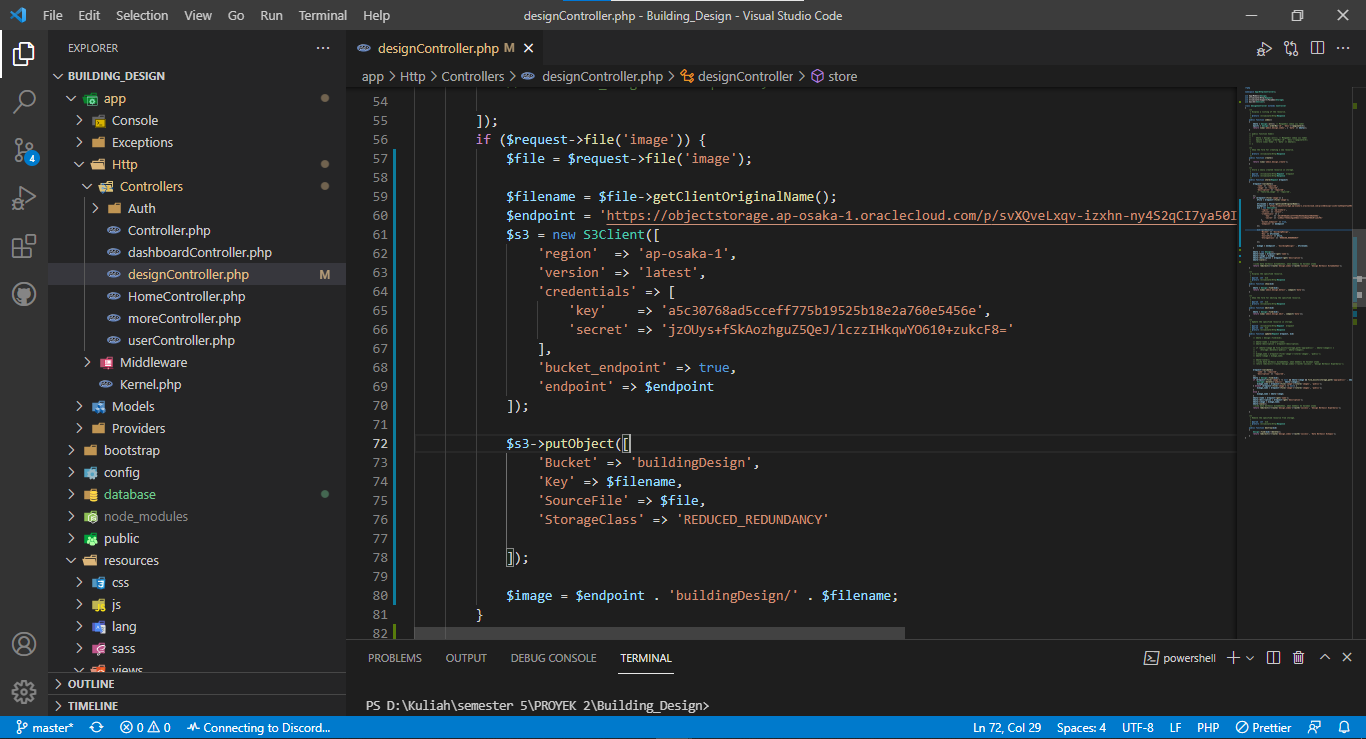 File Edit Selection View Go Run Terminal Help
designController.php - Building_Design - Visual Studio Code
EXPLORER
BUILDING_DESIGN
app
Console
Exceptions
Http
Controllers
Auth
Controller.php
dashboardController.php
designController.php M
HomeController.php
moreController.php
userController.php
Middleware
Kernel.php
Models
Providers
bootstrap
config
database
node_modules
public
resources
css
js
lang
sass
views
OUTLINE
TIMELINE
4
designController.php M
app > Http > Controllers > designController.php > designController > store
54
55 ]);
56 if ($request->file('image')) {
57 $file = $request->file('image');
58
59 $filename = $file->getClientOriginalName();
60 $endpoint = 'https://objectstorage.ap-osaka-1.oraclecloud.com/p/svXQveLxqv-izxhn-ny4S2qCI7ya50I
61 $s3 = new S3Client([
62 'region' => 'ap-osaka-1',
63 'version' => 'latest',
64 'credentials' => [
65 'key' => 'a5c30768ad5cceff775b19525b18e2a760e5456e',
66 'secret' => 'jzOUys+fSkAozhguZ5QeJ/lczzIHkqwYO610+zukcF8='
67 ],
68 'bucket_endpoint' => true,
69 'endpoint' => $endpoint
70 ]);
71
72 $s3->putObject([
73 'Bucket' => 'buildingDesign',
74 'Key' => $filename,
75 'SourceFile' => $file,
76 'StorageClass' => 'REDUCED_REDUNDANCY'
77
78 ]);
79
80 $image = $endpoint . 'buildingDesign/' . $filename;
81 }
82
PROBLEMS OUTPUT DEBUG CONSOLE TERMINAL
powershell
PS D:\Kuliah\semester 5\PROYEK 2\Building_Design>
master* 0 0 Connecting to Discord...
Ln 72, Col 29 Spaces: 4 UTF-8 LF PHP Prettier